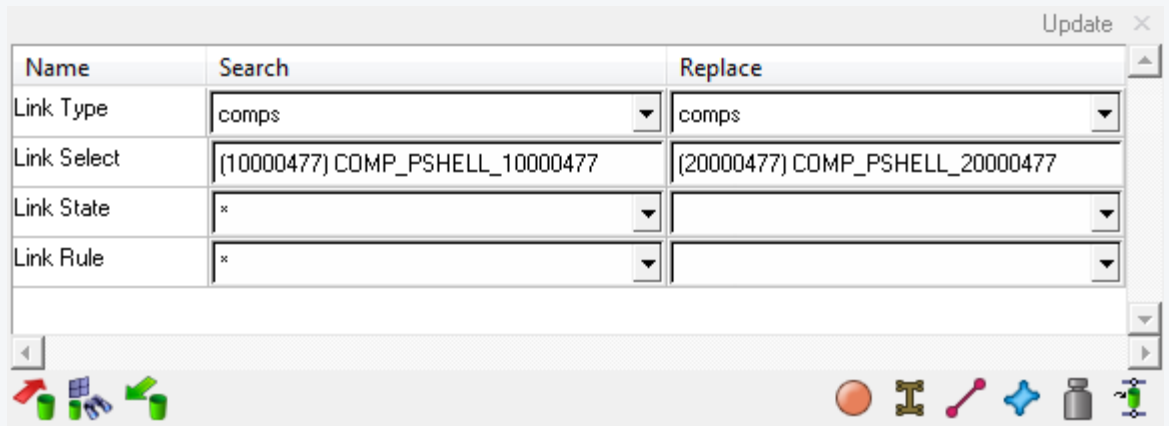 Update
Name Search Replace
Link Type comps comps
Link Select (10000477) COMP_PSHELL_10000477 (20000477) COMP_PSHELL_20000477
Link State *
Link Rule *